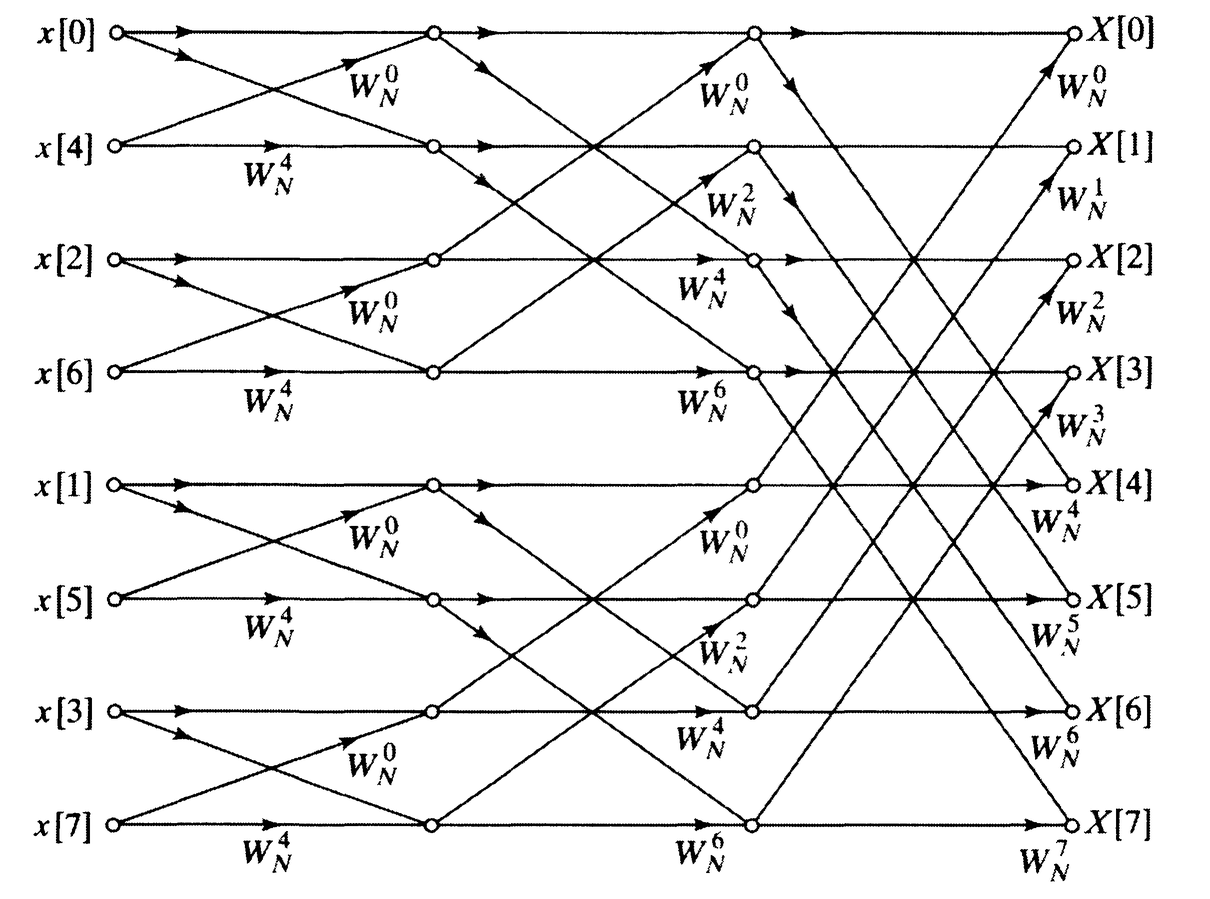 x[0] X[0]
W_N^0 W_N^0 W_N^0
x[4] X[1]
W_N^4 W_N^2 W_N^1
x[2] X[2]
W_N^0 W_N^4 W_N^2
x[6] X[3]
W_N^4 W_N^6 W_N^3
x[1] X[4]
W_N^0 W_N^0 W_N^4
x[5] X[5]
W_N^4 W_N^2 W_N^5
x[3] X[6]
W_N^0 W_N^4 W_N^6
x[7] X[7]
W_N^4 W_N^6 W_N^7